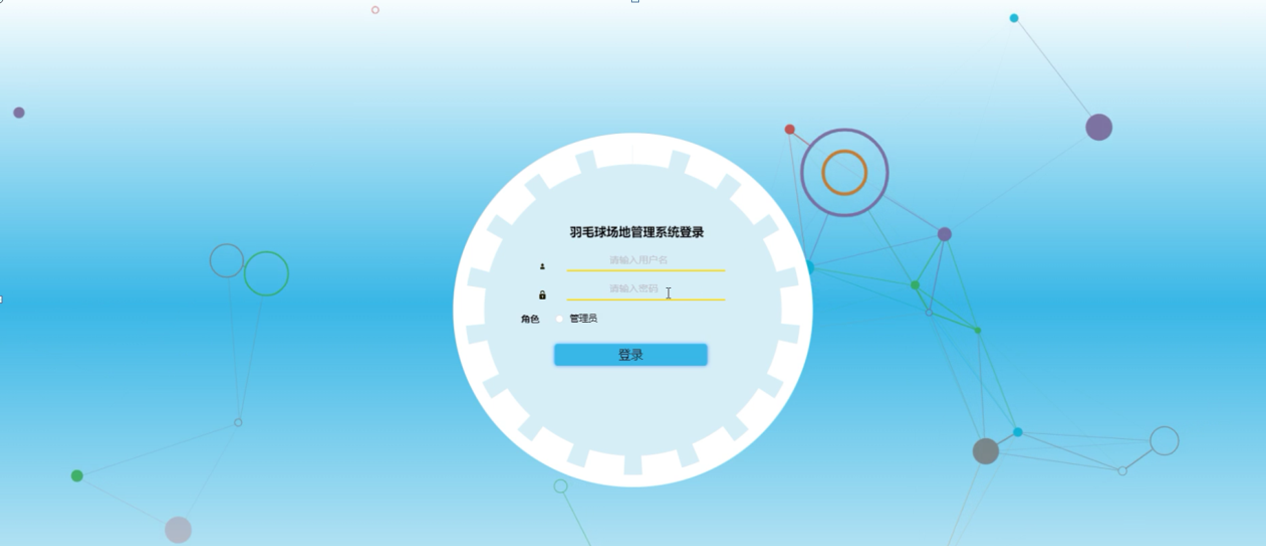 羽毛球场地管理系统登录
请输入用户名
请输入密码
角色 管理员
登录